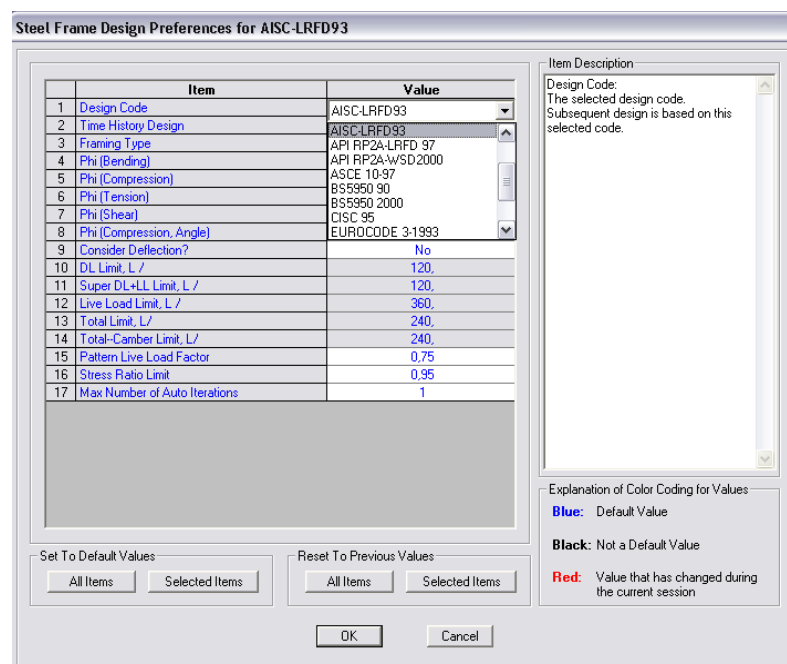 Steel Frame Design Preferences for AISC-LRFD93
Item Value
1 Design Code AISC-LRFD93
2 Time History Design AISC-LRFD93
3 Framing Type API RP2A-LRFD 97
4 Phi (Bending) API RP2A-WSD2000
5 Phi (Compression) ASCE 10-97
BS5950 90
6 Phi (Tension) BS5950 2000
7 Phi (Shear) CISC 95
8 Phi (Compression, Angle) EUROCODE 3-1993
9 Consider Deflection? No
10 DL Limit, L / 120,
11 Super DL+LL Limit, L / 120,
12 Live Load Limit, L / 360,
13 Total Limit, L/ 240,
14 Total--Camber Limit, L/ 240,
15 Pattern Live Load Factor 0,75
16 Stress Ratio Limit 0,95
17 Max Number of Auto Iterations 1
Item Description
Design Code:
The selected design code.
Subsequent design is based on this
selected code.
Explanation of Color Coding for Values
Blue: Default Value
Black: Not a Default Value
Red: Value that has changed during
the current session
Set To Default Values
All Items Selected Items
Reset To Previous Values
All Items Selected Items
OK Cancel